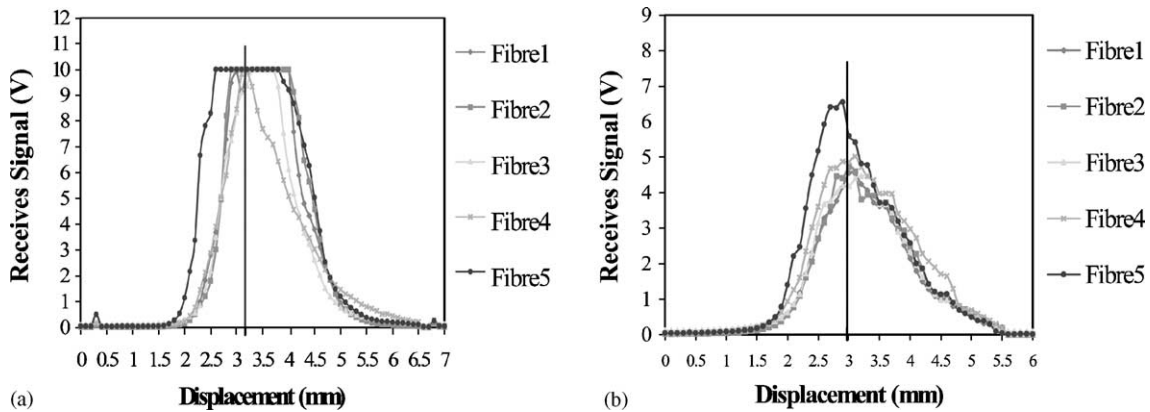 12
11
10
9
8
7
6
5
4
3
2
1
0
Receives Signal (V)
0 0.5 1 1.5 2 2.5 3 3.5 4 4.5 5 5.5 6 6.5 7
Displacement (mm)
Fibre1
Fibre2
Fibre3
Fibre4
Fibre5
(a)
9
8
7
6
5
4
3
2
1
0
Receives Signal (V)
0 0.5 1 1.5 2 2.5 3 3.5 4 4.5 5 5.5 6
Displacement (mm)
Fibre1
Fibre2
Fibre3
Fibre4
Fibre5
(b)